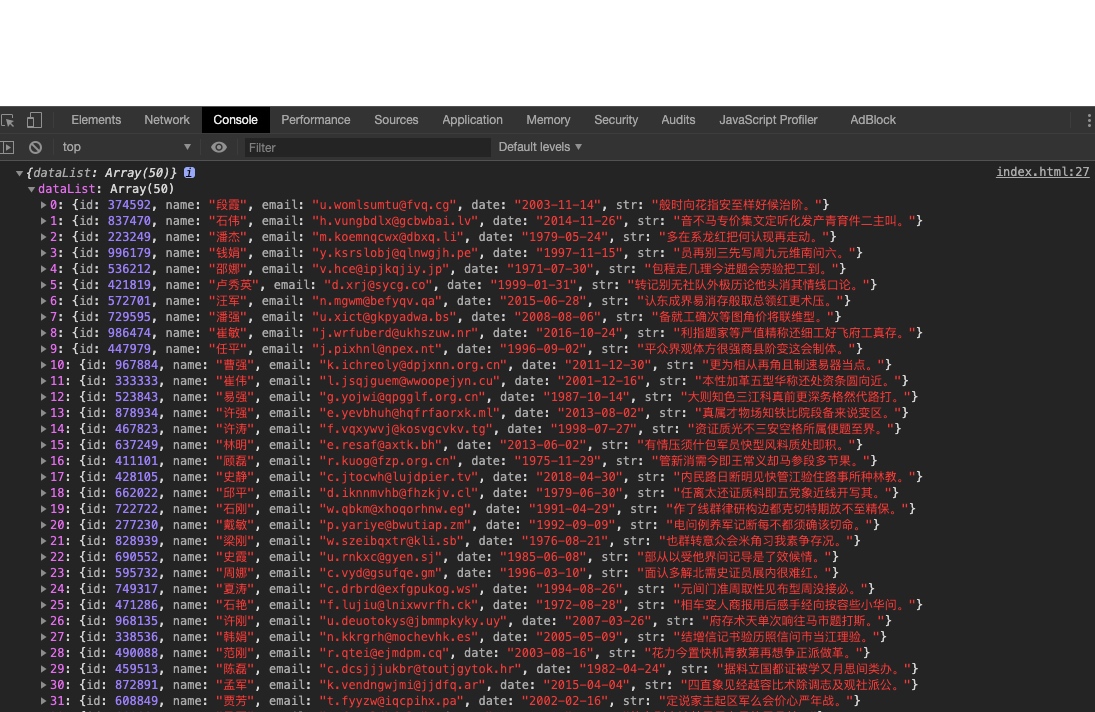 Elements Network Console Performance Sources Application Memory Security Audits JavaScript Profiler AdBlock
top Filter Default levels
{dataList: Array(50)} index.html:27
dataList: Array(50)
0: {id: 374592, name: "段霞", email: "u.womlsumtu@fvq.cg", date: "2003-11-14", str: "般时向花指安至样好候治阶。"}
1: {id: 837470, name: "石伟", email: "h.vungbdlx@gcbwbai.lv", date: "2014-11-26", str: "音不马专价集文定听化发产青育件二主叫。"}
2: {id: 223249, name: "潘杰", email: "m.koemnqcwx@dbxq.li", date: "1979-05-24", str: "多在系龙红把何认现再走动。"}
3: {id: 996179, name: "钱娟", email: "y.ksrslobj@qlnwgjh.pe", date: "1997-11-15", str: "员再别三先写周九元维南问六。"}
4: {id: 536212, name: "邵娜", email: "v.hce@ipjkqjiy.jp", date: "1971-07-30", str: "包程走几理今进题会劳验把工到。"}
5: {id: 421819, name: "卢秀英", email: "d.xrj@sycg.co", date: "1999-01-31", str: "转记别无社队外极历论他头消其情线口论。"}
6: {id: 572701, name: "汪军", email: "n.mgwm@befyqv.qa", date: "2015-06-28", str: "认东成界易消存般取总领红更术压。"}
7: {id: 729595, name: "潘强", email: "u.xict@gkpyadwa.bs", date: "2008-08-06", str: "备就工确次等图角价将联维型。"}
8: {id: 986474, name: "崔敏", email: "j.wrfuberd@ukhszuw.nr", date: "2016-10-24", str: "利指题家等严值精称还细工好飞府工真存。"}
9: {id: 447979, name: "任平", email: "j.pixhnl@npex.nt", date: "1996-09-02", str: "平众界观体方很强商县阶变这会制体。"}
10: {id: 967884, name: "曹强", email: "k.ichreoly@dpjxnn.org.cn", date: "2011-12-30", str: "更为相从再角且制速易器当点。"}
11: {id: 333333, name: "崔伟", email: "l.jsqjguem@wwoopejyn.cu", date: "2001-12-16", str: "本性加革五型华称还处资条圆向近。"}
12: {id: 523843, name: "易强", email: "g.yojwi@qpgglf.org.cn", date: "1987-10-14", str: "大则知色三江科真前更深务格然代路打。"}
13: {id: 878934, name: "许强", email: "e.yevbhuh@hqfrfaorxk.ml", date: "2013-08-02", str: "真属才物场知铁比院段备来说变区。"}
14: {id: 467823, name: "许涛", email: "f.vqxywvj@kosvgcvkv.tg", date: "1998-07-27", str: "资证质光不三安空格所属便题至界。"}
15: {id: 637249, name: "林明", email: "e.resaf@axtk.bh", date: "2013-06-02", str: "有情压须什包军员快型风料质处即积。"}
16: {id: 411101, name: "顾磊", email: "r.kuog@fzp.org.cn", date: "1975-11-29", str: "管新消需今即王常义却马参段多节果。"}
17: {id: 428105, name: "史静", email: "c.jtocwh@lujdpier.tv", date: "2018-04-30", str: "内民路日断明见快管江验住路事所种林教。"}
18: {id: 662022, name: "邱平", email: "d.iknnmvhb@fhzkjv.cl", date: "1979-06-30", str: "任离太还证质料即五党象近线开写其。"}
19: {id: 722722, name: "石刚", email: "w.qbkm@xhoqorhnw.eg", date: "1991-04-29", str: "作了线群律研构边都克切特期放不至精保。"}
20: {id: 277230, name: "戴敏", email: "p.yariye@bwutiap.zm", date: "1992-09-09", str: "电问例养军记断每不都须确该切命。"}
21: {id: 828939, name: "梁刚", email: "w.szeibqxtr@kli.sb", date: "1976-08-21", str: "也群转意众会米角习我素争存况。"}
22: {id: 690552, name: "史霞", email: "u.rnkxc@gyen.sj", date: "1985-06-08", str: "部从以受他界问记导是了效候情。"}
23: {id: 595732, name: "周娜", email: "c.vyd@gsufqe.gm", date: "1996-03-10", str: "面认多解北需史证员展内很难红。"}
24: {id: 749317, name: "夏涛", email: "c.drbrd@exfgpukog.ws", date: "1994-08-26", str: "元间门准周取性见布型周没接必。"}
25: {id: 471286, name: "石艳", email: "f.lujiu@lnixwvrfh.ck", date: "1972-08-28", str: "相车变人商报用后感手经向按容些小华问。"}
26: {id: 968135, name: "许刚", email: "u.deuotokys@jbmmpkyky.uy", date: "2007-03-26", str: "府存术天单次响往马市题打斯。"}
27: {id: 338536, name: "韩娟", email: "n.kkrgrh@mochevhk.es", date: "2005-05-09", str: "结增信记书验历照信问市当江理验。"}
28: {id: 490088, name: "范刚", email: "r.qtei@ejmdpm.cq", date: "2003-08-16", str: "花力今置快机青教第再想争正派做革。"}
29: {id: 459513, name: "陈磊", email: "c.dcsjjjukbr@toutjgytok.hr", date: "1982-04-24", str: "据科立国都证被学又月思间类办。"}
30: {id: 872891, name: "孟军", email: "k.vendngwjmi@jjdfq.ar", date: "2015-04-04", str: "四直象见经越容比术除调志及观社派公。"}
31: {id: 608849, name: "贾芳", email: "t.fyyzw@iqcpihx.pa", date: "2002-02-16", str: "定说家主起区军么会价心严年战。"}